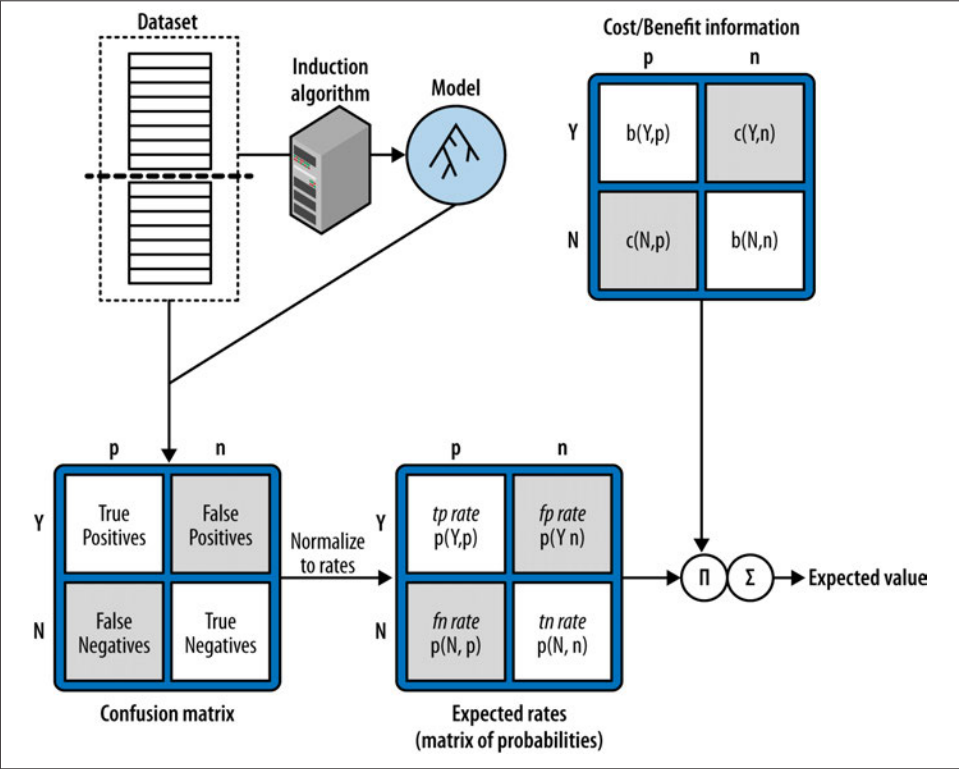 Dataset
Induction
algorithm
Model
Cost/Benefit information
p n
Y b(Y,p) c(Y,n)
N c(N,p) b(N,n)
p n
Y True
Positives
False
Positives
N False
Negatives
True
Negatives
Confusion matrix
Normalize
to rates
p n
Y tp rate
p(Y,p)
fp rate
p(Y n)
N fn rate
p(N, p)
tn rate
p(N, n)
Expected rates
(matrix of probabilities)
Π Σ Expected value